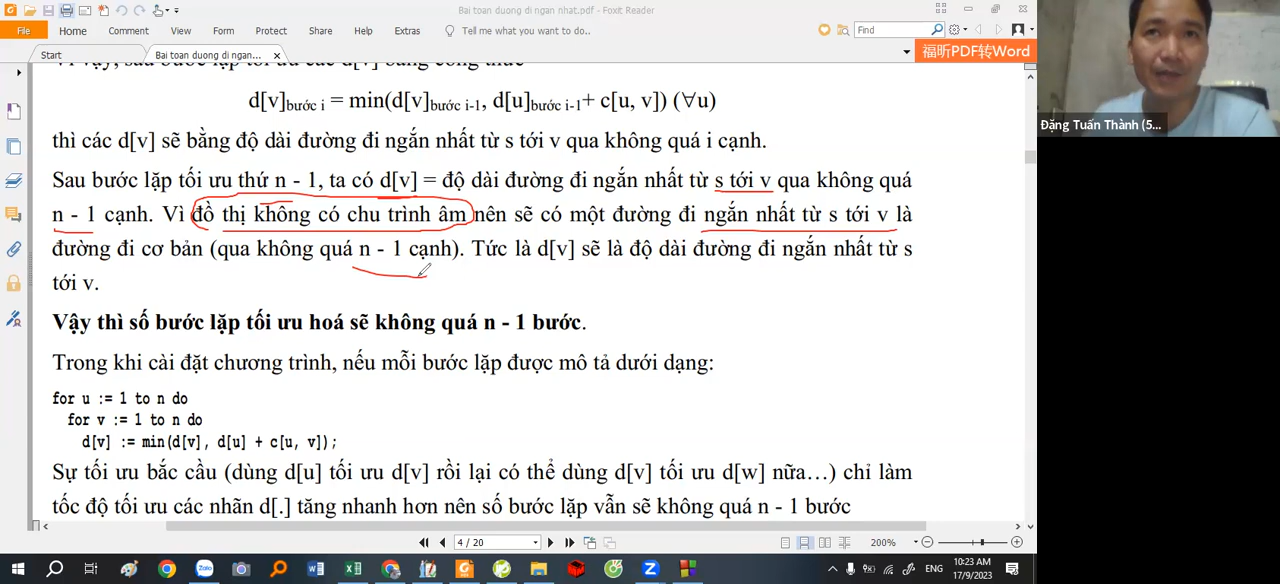 Bai toan duong di ngan nhat.pdf - Foxit Reader
File Home Comment View Form Protect Share Help Extras Tell me what you want to do.. Find
Start Bai toan duong di ngan... 福昕PDF转Word
d[v]bước i = min(d[v]bước i-1, d[u]bước i-1+ c[u, v]) (∀u)
thì các d[v] sẽ bằng độ dài đường đi ngắn nhất từ s tới v qua không quá i cạnh.
Sau bước lặp tối ưu thứ n - 1, ta có d[v] = độ dài đường đi ngắn nhất từ s tới v qua không quá
n - 1 cạnh. Vì đồ thị không có chu trình âm nên sẽ có một đường đi ngắn nhất từ s tới v là
đường đi cơ bản (qua không quá n - 1 cạnh). Tức là d[v] sẽ là độ dài đường đi ngắn nhất từ s
tới v.
Vậy thì số bước lặp tối ưu hoá sẽ không quá n - 1 bước.
Trong khi cài đặt chương trình, nếu mỗi bước lặp được mô tả dưới dạng:
for u := 1 to n do
for v := 1 to n do
d[v] := min(d[v], d[u] + c[u, v]);
Sự tối ưu bắc cầu (dùng d[u] tối ưu d[v] rồi lại có thể dùng d[v] tối ưu d[w] nữa…) chỉ làm
tốc độ tối ưu các nhãn d[.] tăng nhanh hơn nên số bước lặp vẫn sẽ không quá n - 1 bước
Đặng Tuấn Thành (5...
4 / 20 200%
Zalo ENG 10:23 AM
17/9/2023